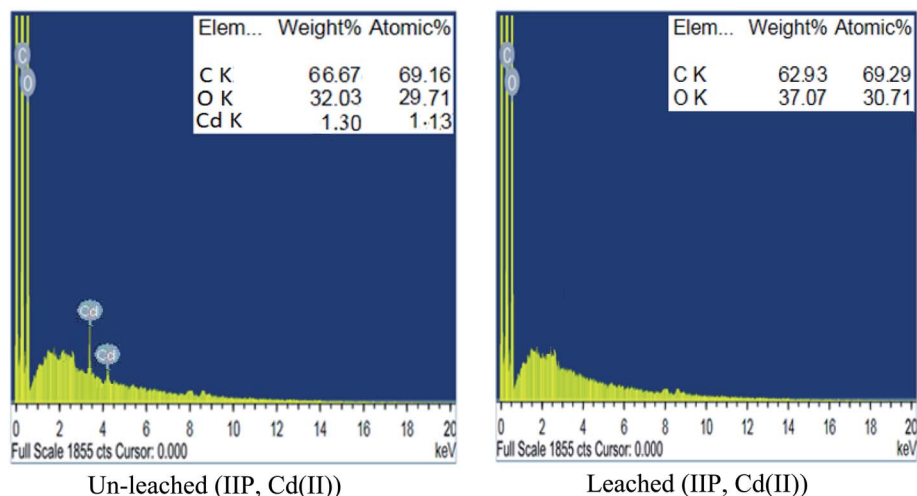 Elem... Weight% Atomic%
C K 66.67 69.16
O K 32.03 29.71
Cd K 1.30 1.13
C
O
Cd
Cd
0 2 4 6 8 10 12 14 16 18 20
Full Scale 1855 cts Cursor: 0.000 keV
Un-leached (IIP, Cd(II))
Elem... Weight% Atomic%
C K 62.93 69.29
O K 37.07 30.71
C
O
0 2 4 6 8 10 12 14 16 18 20
Full Scale 1855 cts Cursor: 0.000 keV
Leached (IIP, Cd(II))